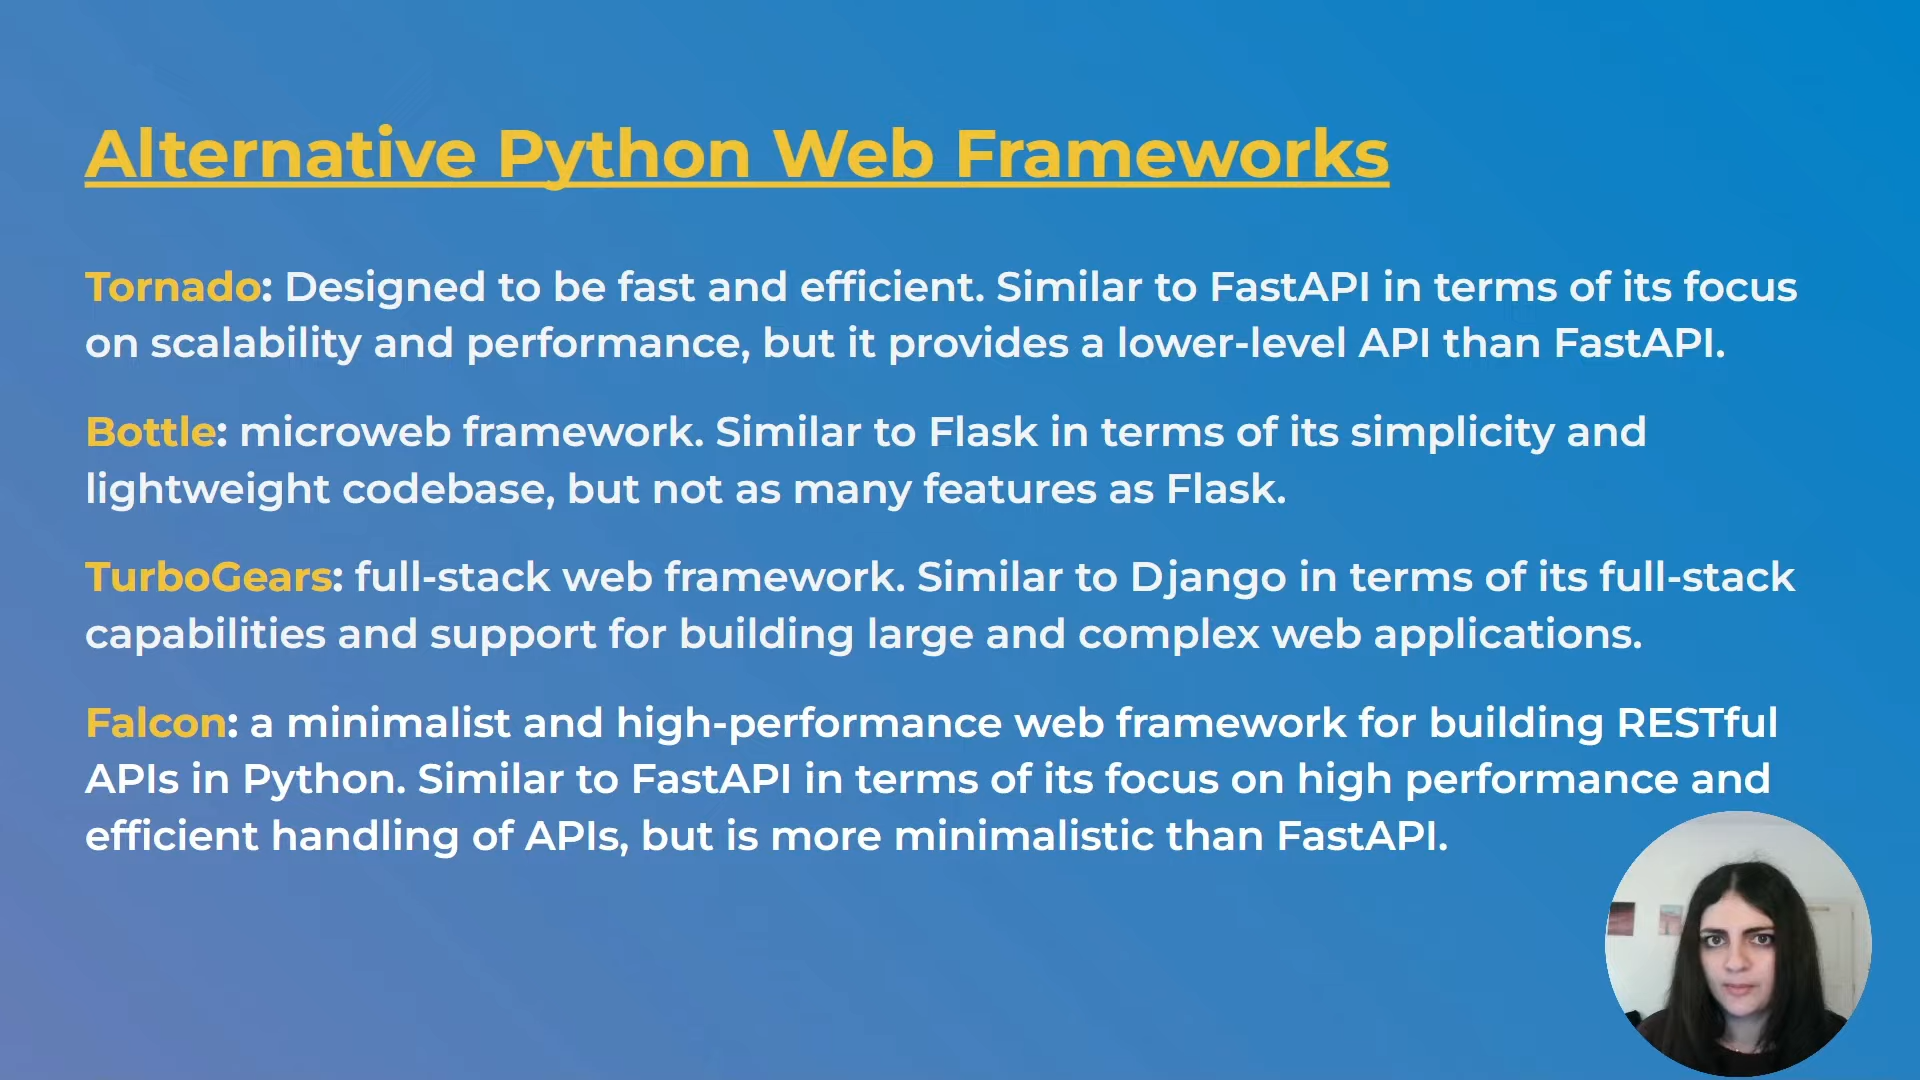 Alternative Python Web Frameworks
Tornado: Designed to be fast and efficient. Similar to FastAPI in terms of its focus
on scalability and performance, but it provides a lower-level API than FastAPI.
Bottle: microweb framework. Similar to Flask in terms of its simplicity and
lightweight codebase, but not as many features as Flask.
TurboGears: full-stack web framework. Similar to Django in terms of its full-stack
capabilities and support for building large and complex web applications.
Falcon: a minimalist and high-performance web framework for building RESTful
APIs in Python. Similar to FastAPI in terms of its focus on high performance and
efficient handling of APIs, but is more minimalistic than FastAPI.